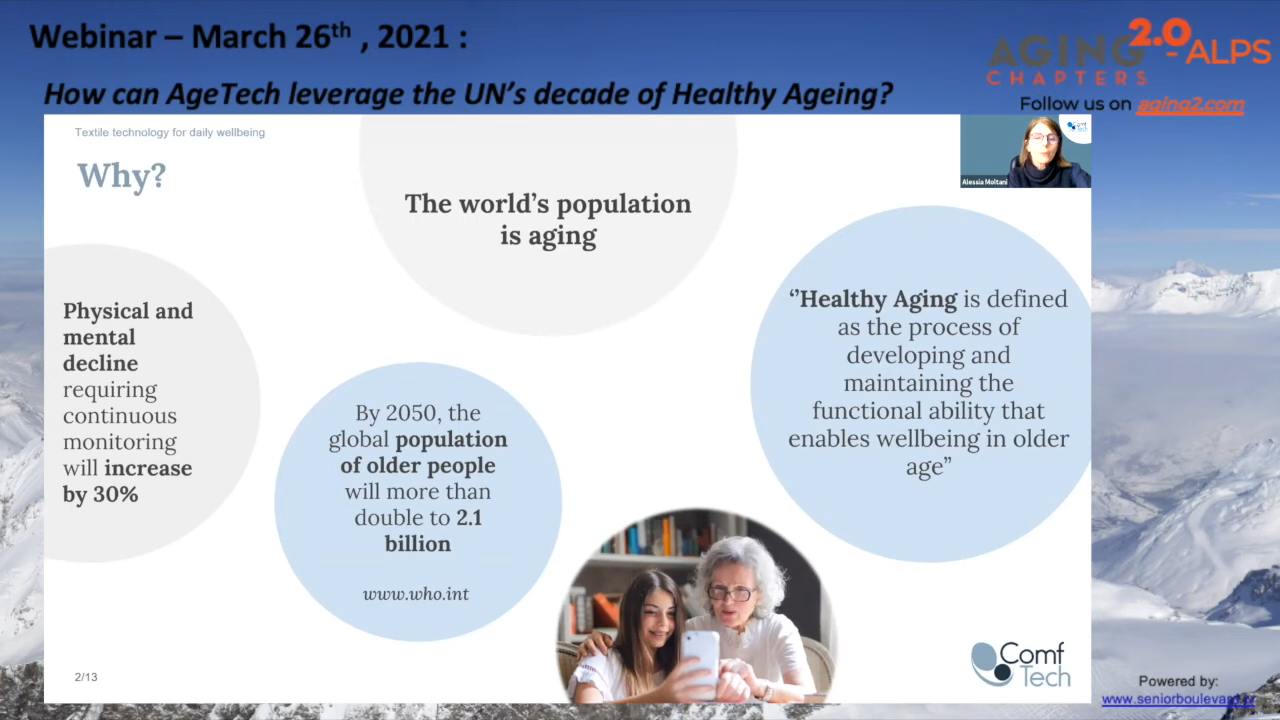 Webinar – March 26th , 2021 :
How can AgeTech leverage the UN's decade of Healthy Ageing?
AGING 2.0 - ALPS
CHAPTERS
Follow us on aging2.com
Textile technology for daily wellbeing
Why?
The world's population
is aging
Comf
Tech
Alessia Moltani
Physical and
mental
decline
requiring
continuous
monitoring
will increase
by 30%
By 2050, the
global population
of older people
will more than
double to 2.1
billion
www.who.int
‘’Healthy Aging is defined
as the process of
developing and
maintaining the
functional ability that
enables wellbeing in older
age”
2/13
Comf
Tech
Powered by: